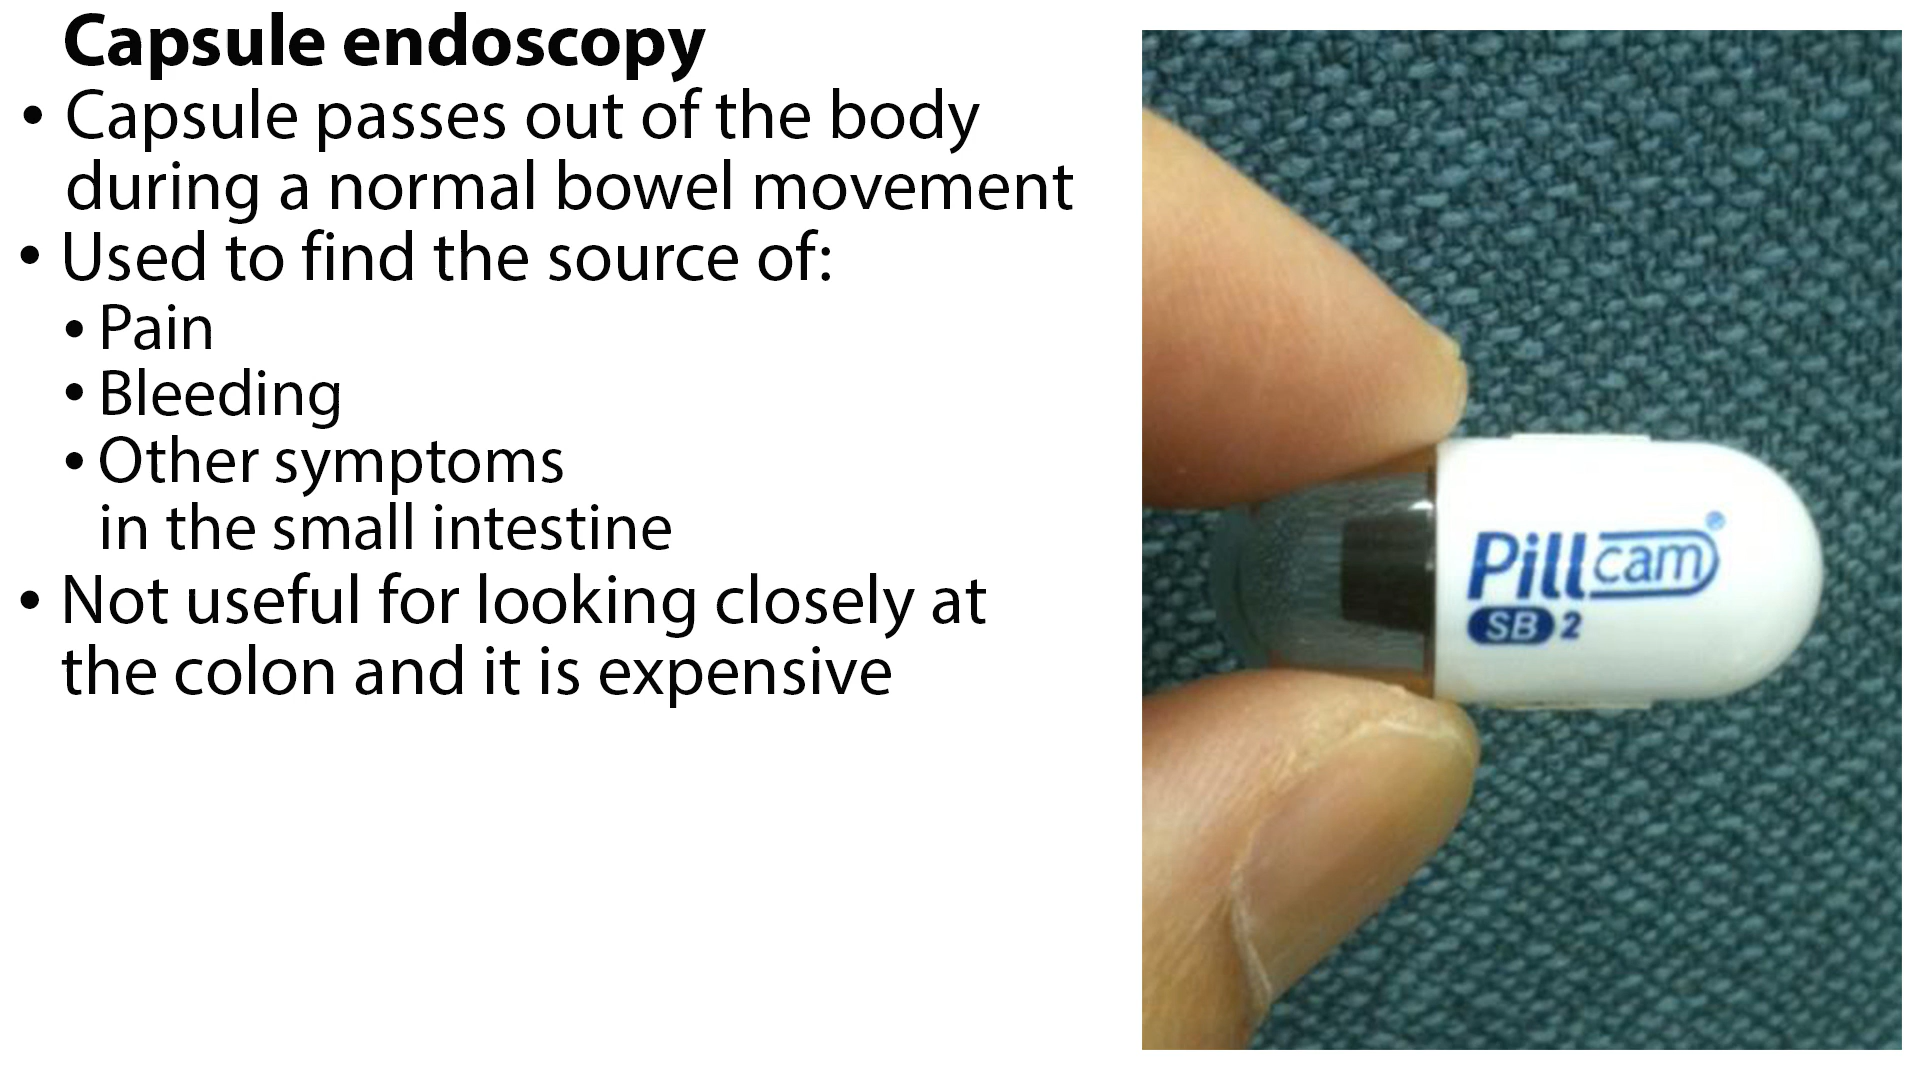 Capsule endoscopy
• Capsule passes out of the body
during a normal bowel movement
• Used to find the source of:
• Pain
• Bleeding
• Other symptoms
in the small intestine
• Not useful for looking closely at
the colon and it is expensive
Pillcam®
SB 2